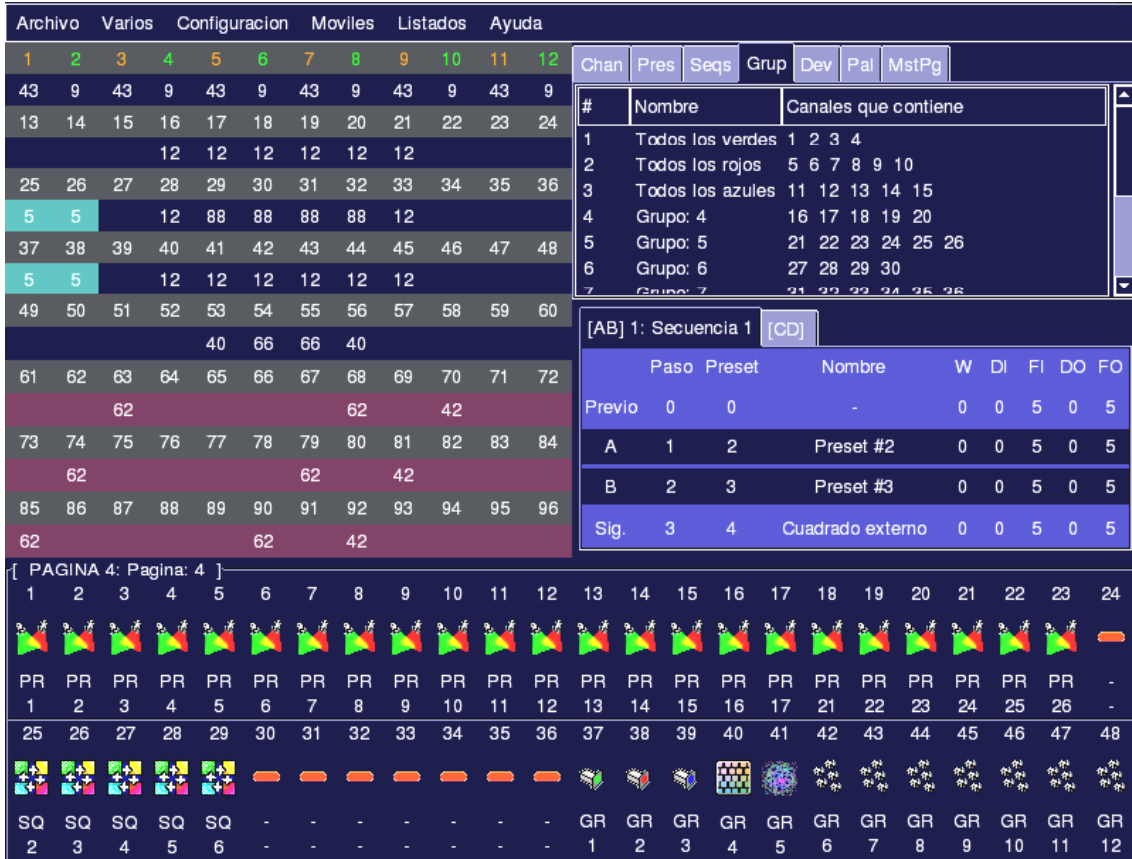 Archivo Varios Configuracion Moviles Listados Ayuda
1 2 3 4 5 6 7 8 9 10 11 12
43 9 43 9 43 9 43 9 43 9 43 9
13 14 15 16 17 18 19 20 21 22 23 24
12 12 12 12 12 12
25 26 27 28 29 30 31 32 33 34 35 36
5 5 12 88 88 88 88 12
37 38 39 40 41 42 43 44 45 46 47 48
5 5 12 12 12 12 12 12
49 50 51 52 53 54 55 56 57 58 59 60
40 66 66 40
61 62 63 64 65 66 67 68 69 70 71 72
62 62 42
73 74 75 76 77 78 79 80 81 82 83 84
62 62 42
85 86 87 88 89 90 91 92 93 94 95 96
62 62 42
Chan Pres Seqs Grup Dev Pal MstPg
# Nombre Canales que contiene
1 Todos los verdes 1 2 3 4
2 Todos los rojos 5 6 7 8 9 10
3 Todos los azules 11 12 13 14 15
4 Grupo: 4 16 17 18 19 20
5 Grupo: 5 21 22 23 24 25 26
6 Grupo: 6 27 28 29 30
7 Grupo: 7 31 32 33 34 35 36
[AB] 1: Secuencia 1 [CD]
Paso Preset Nombre W DI FI DO FO
Previo 0 0 - 0 0 5 0 5
A 1 2 Preset #2 0 0 5 0 5
B 2 3 Preset #3 0 0 5 0 5
Sig. 3 4 Cuadrado externo 0 0 5 0 5
[ PAGINA 4: Pagina: 4 ]
1 2 3 4 5 6 7 8 9 10 11 12 13 14 15 16 17 18 19 20 21 22 23 24
PR PR PR PR PR PR PR PR PR PR PR PR PR PR PR PR PR PR PR PR PR PR PR -
1 2 3 4 5 6 7 8 9 10 11 12 13 14 15 16 17 21 22 23 24 25 26 -
25 26 27 28 29 30 31 32 33 34 35 36 37 38 39 40 41 42 43 44 45 46 47 48
SQ SQ SQ SQ SQ - - - - - - - GR GR GR GR GR GR GR GR GR GR GR GR
2 3 4 5 6 - - - - - - - 1 2 3 4 5 6 7 8 9 10 11 12